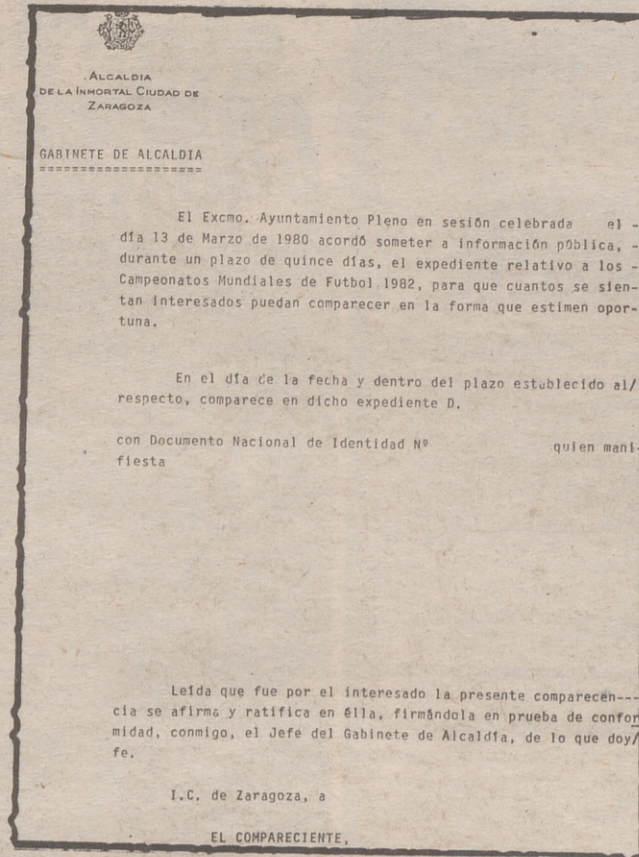 ALCALDIA
DE LA INMORTAL CIUDAD DE
ZARAGOZA
GABINETE DE ALCALDIA
====================
El Excmo. Ayuntamiento Pleno en sesión celebrada el -
día 13 de Marzo de 1980 acordó someter a información pública, -
durante un plazo de quince días, el expediente relativo a los -
Campeonatos Mundiales de Futbol 1982, para que cuantos se sien-
tan interesados puedan comparecer en la forma que estimen opor-
tuna.
En el día de la fecha y dentro del plazo establecido al/
respecto, comparece en dicho expediente D.
con Documento Nacional de Identidad Nº quien mani-
fiesta
Leída que fue por el interesado la presente comparecen---
cia se afirma y ratifica en élla, firmándola en prueba de confor
midad, conmigo, el Jefe del Gabinete de Alcaldía, de lo que doy/
fe.
I.C. de Zaragoza, a
EL COMPARECIENTE,